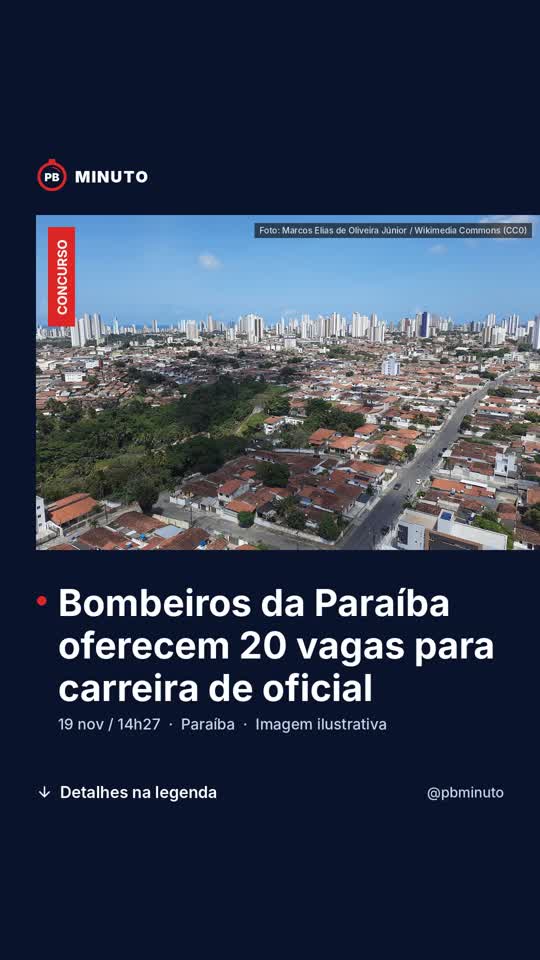 PB MINUTO
Foto: Marcos Elias de Oliveira Júnior / Wikimedia Commons (CC0)
CONCURSO
Bombeiros da Paraíba
oferecem 20 vagas para
carreira de oficial
19 nov / 14h27 · Paraíba · Imagem ilustrativa
↓ Detalhes na legenda
@pbminuto